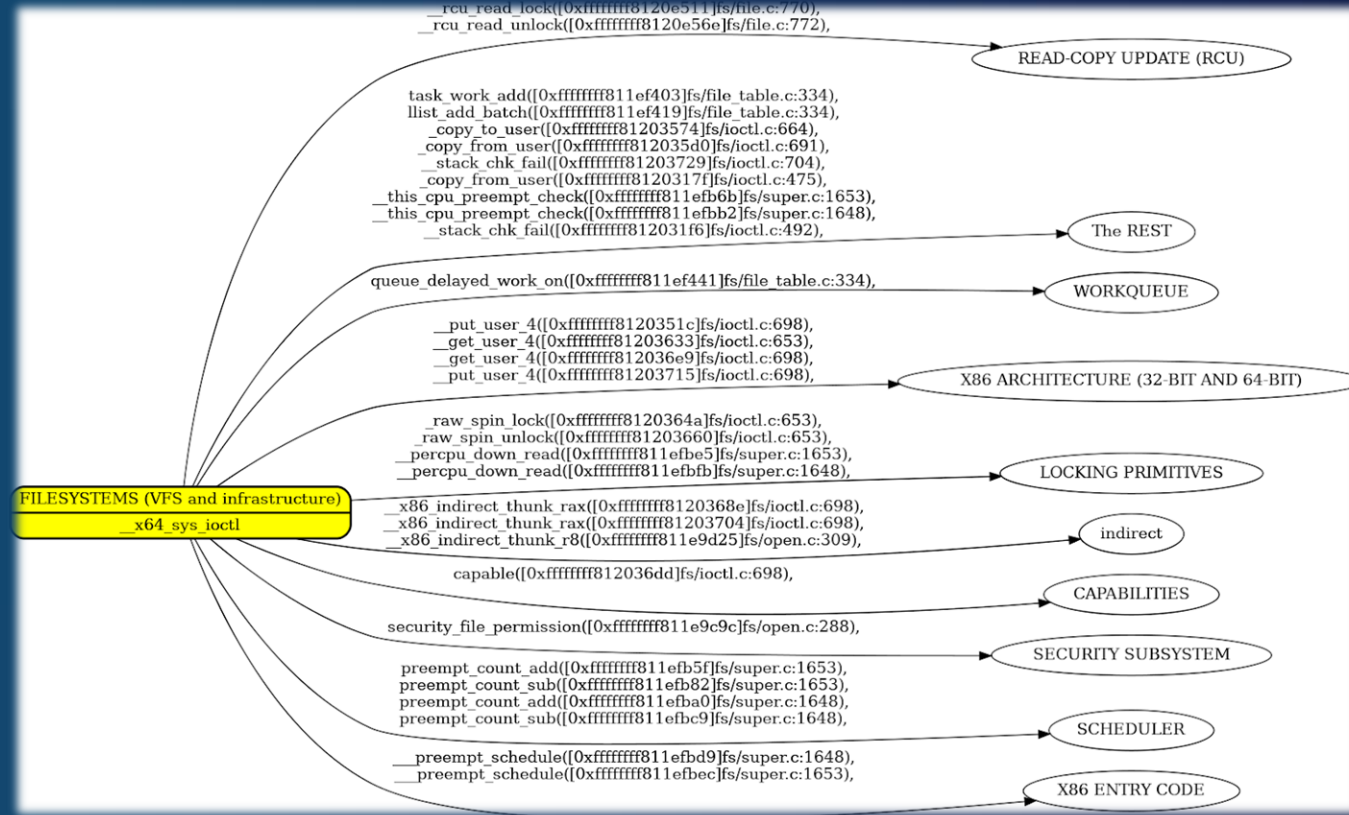 __rcu_read_lock([0xffffffff8120e511]fs/file.c:770),
__rcu_read_unlock([0xffffffff8120e56e]fs/file.c:772),
READ-COPY UPDATE (RCU)
task_work_add([0xffffffff811ef403]fs/file_table.c:334),
llist_add_batch([0xffffffff811ef419]fs/file_table.c:334),
_copy_to_user([0xffffffff81203574]fs/ioctl.c:664),
_copy_from_user([0xffffffff812035d0]fs/ioctl.c:691),
__stack_chk_fail([0xffffffff81203729]fs/ioctl.c:704),
_copy_from_user([0xffffffff8120317f]fs/ioctl.c:475),
__this_cpu_preempt_check([0xffffffff811efb6b]fs/super.c:1653),
__this_cpu_preempt_check([0xffffffff811efbb2]fs/super.c:1648),
__stack_chk_fail([0xffffffff812031f6]fs/ioctl.c:492),
The REST
queue_delayed_work_on([0xffffffff811ef441]fs/file_table.c:334),
WORKQUEUE
__put_user_4([0xffffffff8120351c]fs/ioctl.c:698),
__get_user_4([0xffffffff81203633]fs/ioctl.c:653),
__get_user_4([0xffffffff812036e9]fs/ioctl.c:698),
__put_user_4([0xffffffff81203715]fs/ioctl.c:698),
X86 ARCHITECTURE (32-BIT AND 64-BIT)
_raw_spin_lock([0xffffffff8120364a]fs/ioctl.c:653),
_raw_spin_unlock([0xffffffff81203660]fs/ioctl.c:653),
__percpu_down_read([0xffffffff811efbe5]fs/super.c:1653),
__percpu_down_read([0xffffffff811efbfb]fs/super.c:1648),
LOCKING PRIMITIVES
FILESYSTEMS (VFS and infrastructure)
__x64_sys_ioctl
__x86_indirect_thunk_rax([0xffffffff8120368e]fs/ioctl.c:698),
__x86_indirect_thunk_rax([0xffffffff81203704]fs/ioctl.c:698),
__x86_indirect_thunk_r8([0xffffffff811e9d25]fs/open.c:309),
indirect
capable([0xffffffff812036dd]fs/ioctl.c:698),
CAPABILITIES
security_file_permission([0xffffffff811e9c9c]fs/open.c:288),
SECURITY SUBSYSTEM
preempt_count_add([0xffffffff811efb5f]fs/super.c:1653),
preempt_count_sub([0xffffffff811efb82]fs/super.c:1653),
preempt_count_add([0xffffffff811efba0]fs/super.c:1648),
preempt_count_sub([0xffffffff811efbc9]fs/super.c:1648),
SCHEDULER
___preempt_schedule([0xffffffff811efbd9]fs/super.c:1648),
___preempt_schedule([0xffffffff811efbec]fs/super.c:1653),
X86 ENTRY CODE